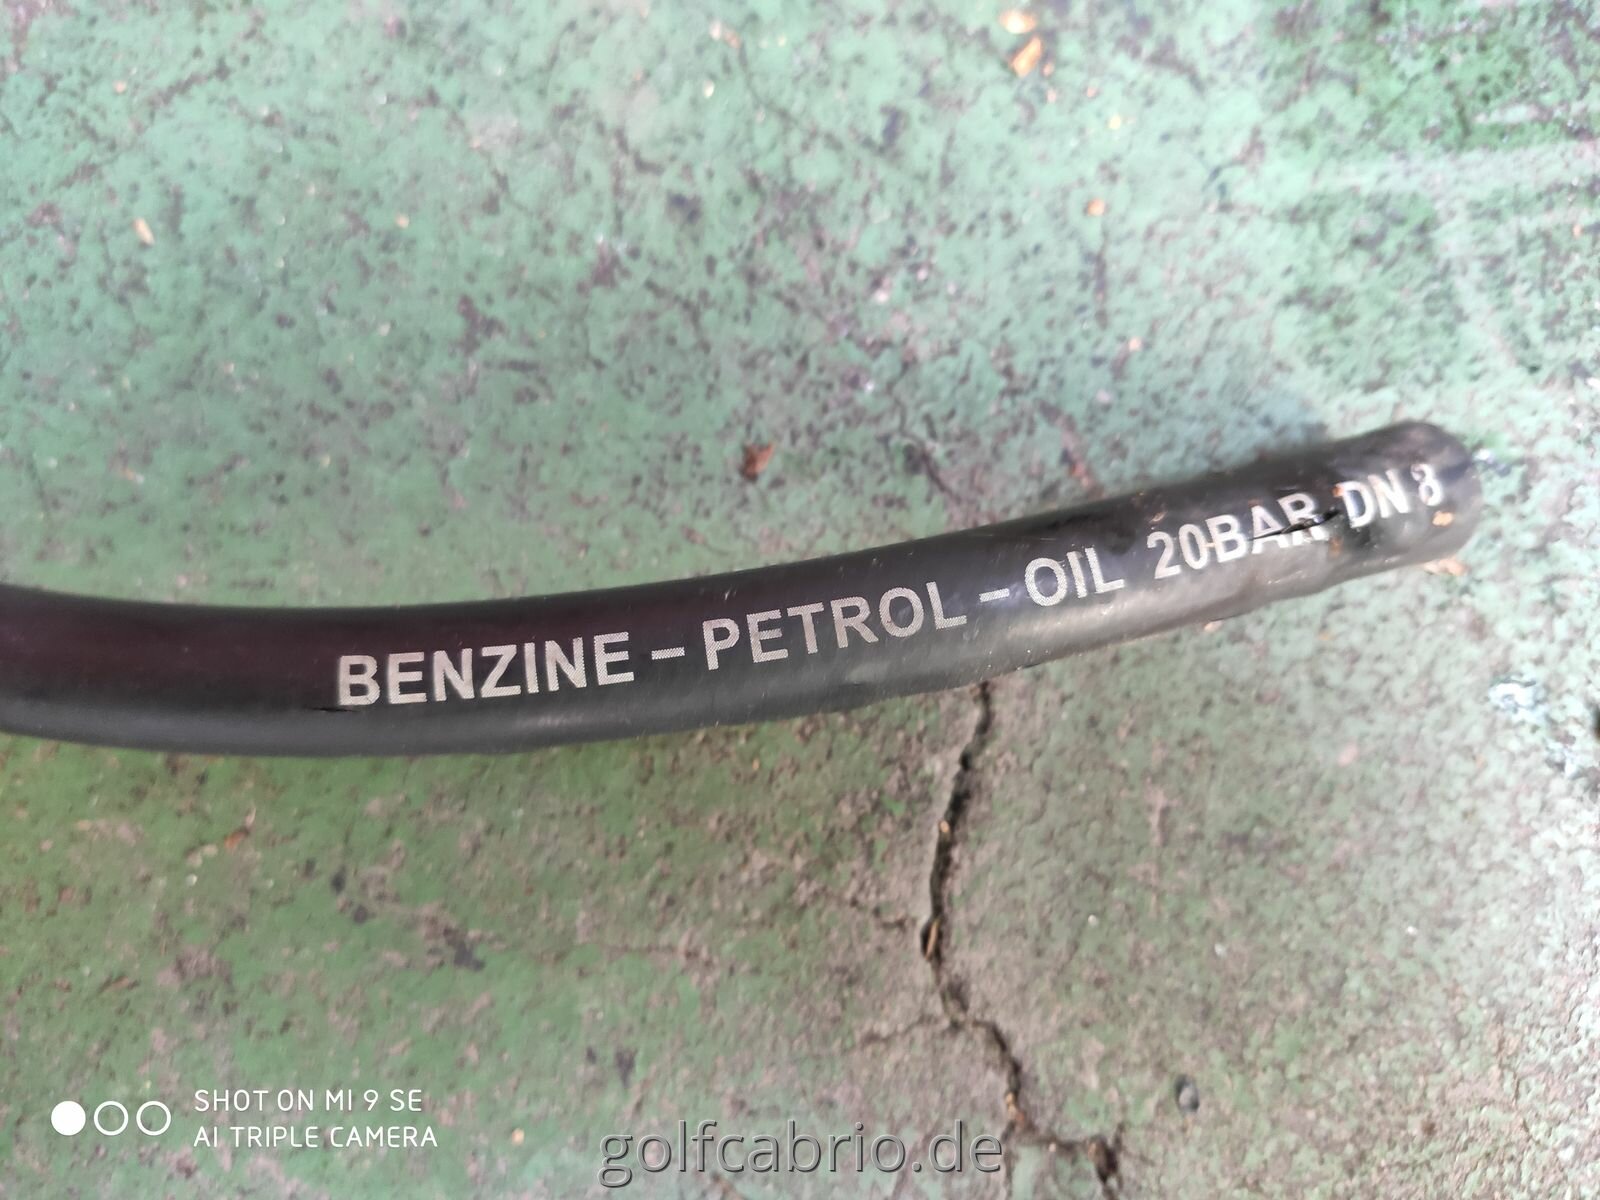 BENZINE - PETROL - OIL 20BAR DN 8
SHOT ON MI 9 SE
AI TRIPLE CAMERA
golfcabrio.de